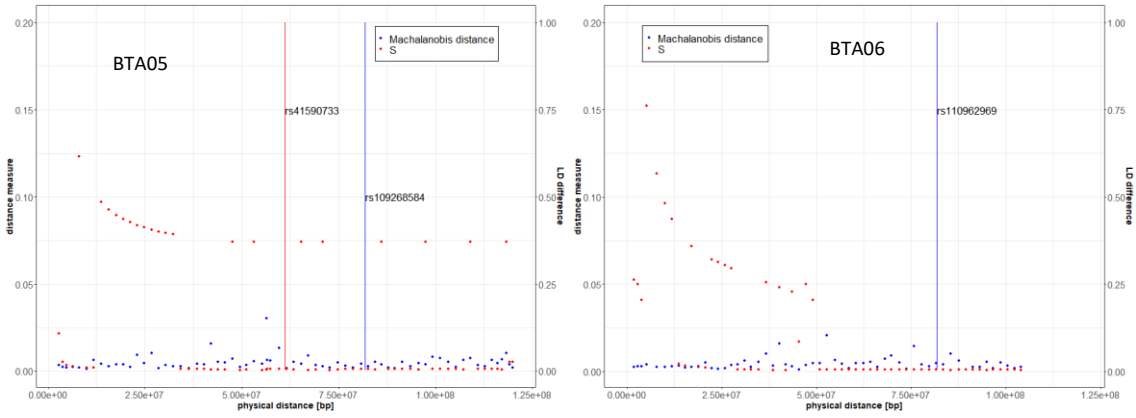 BTA05
Machalanobis distance
S
rs41590733
rs109268584
distance measure
0.20
0.15
0.10
0.05
0.00
LD difference
1.00
0.75
0.50
0.25
0.00
0.00e+00
2.50e+07
5.00e+07
7.50e+07
1.00e+08
1.25e+08
physical distance [bp]
BTA06
Machalanobis distance
S
rs110962969
distance measure
0.20
0.15
0.10
0.05
0.00
LD difference
1.00
0.75
0.50
0.25
0.00
0.00e+00
2.50e+07
5.00e+07
7.50e+07
1.00e+08
1.25e+08
physical distance [bp]